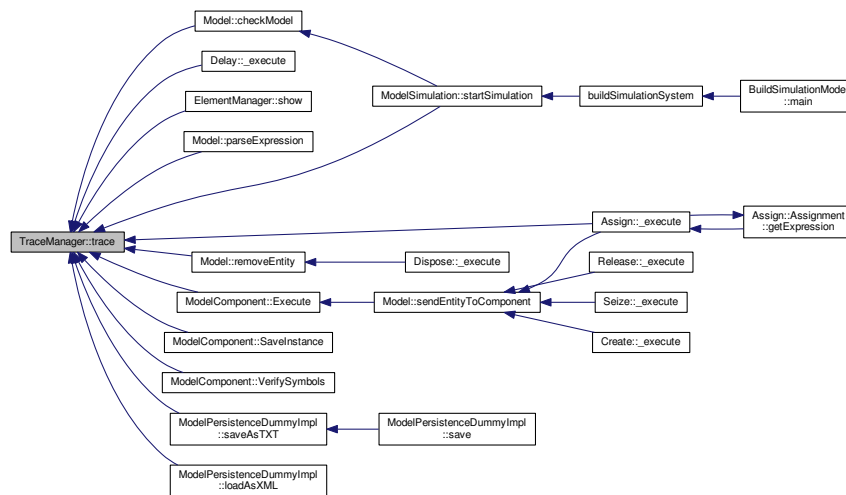 Model::checkModel
Delay::_execute
ElementManager::show
ModelSimulation::startSimulation
buildSimulationSystem
BuildSimulationModel
::main
Model::parseExpression
TraceManager::trace
Assign::_execute
Assign::Assignment
::getExpression
Model::removeEntity
Dispose::_execute
Release::_execute
ModelComponent::Execute
Model::sendEntityToComponent
Seize::_execute
ModelComponent::SaveInstance
Create::_execute
ModelComponent::VerifySymbols
ModelPersistenceDummyImpl
::saveAsTXT
ModelPersistenceDummyImpl
::save
ModelPersistenceDummyImpl
::loadAsXML